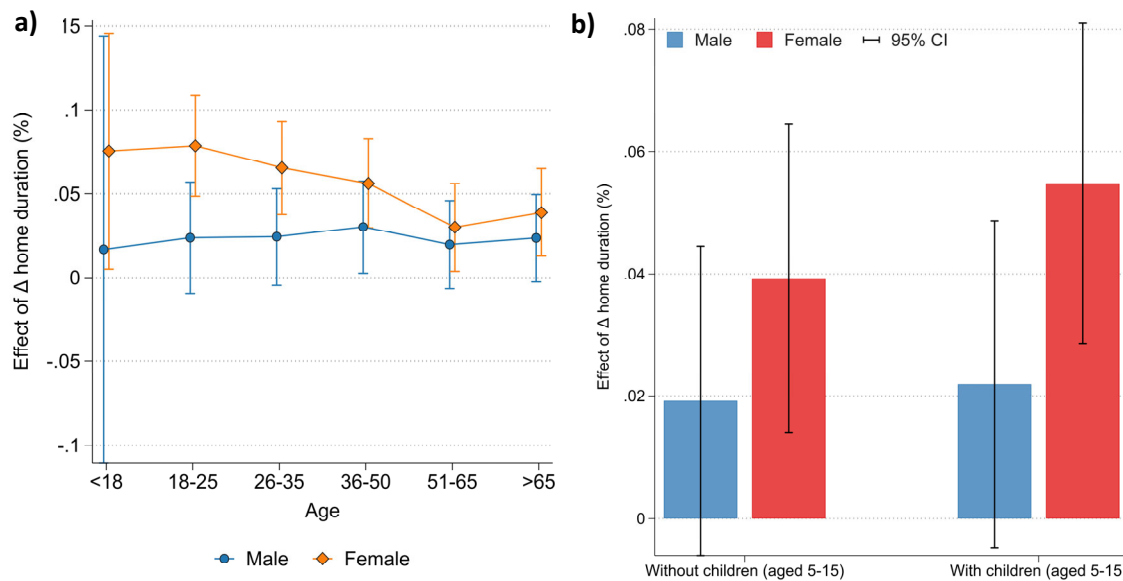 a)
15
.1
.05
0
-.05
-.1
Effect of Δ home duration (%)
<18 18-25 26-35 36-50 51-65 >65
Age
Male Female
b)
Male Female 95% CI
.08
.06
.04
.02
0
Effect of Δ home duration (%)
Without children (aged 5-15) With children (aged 5-15